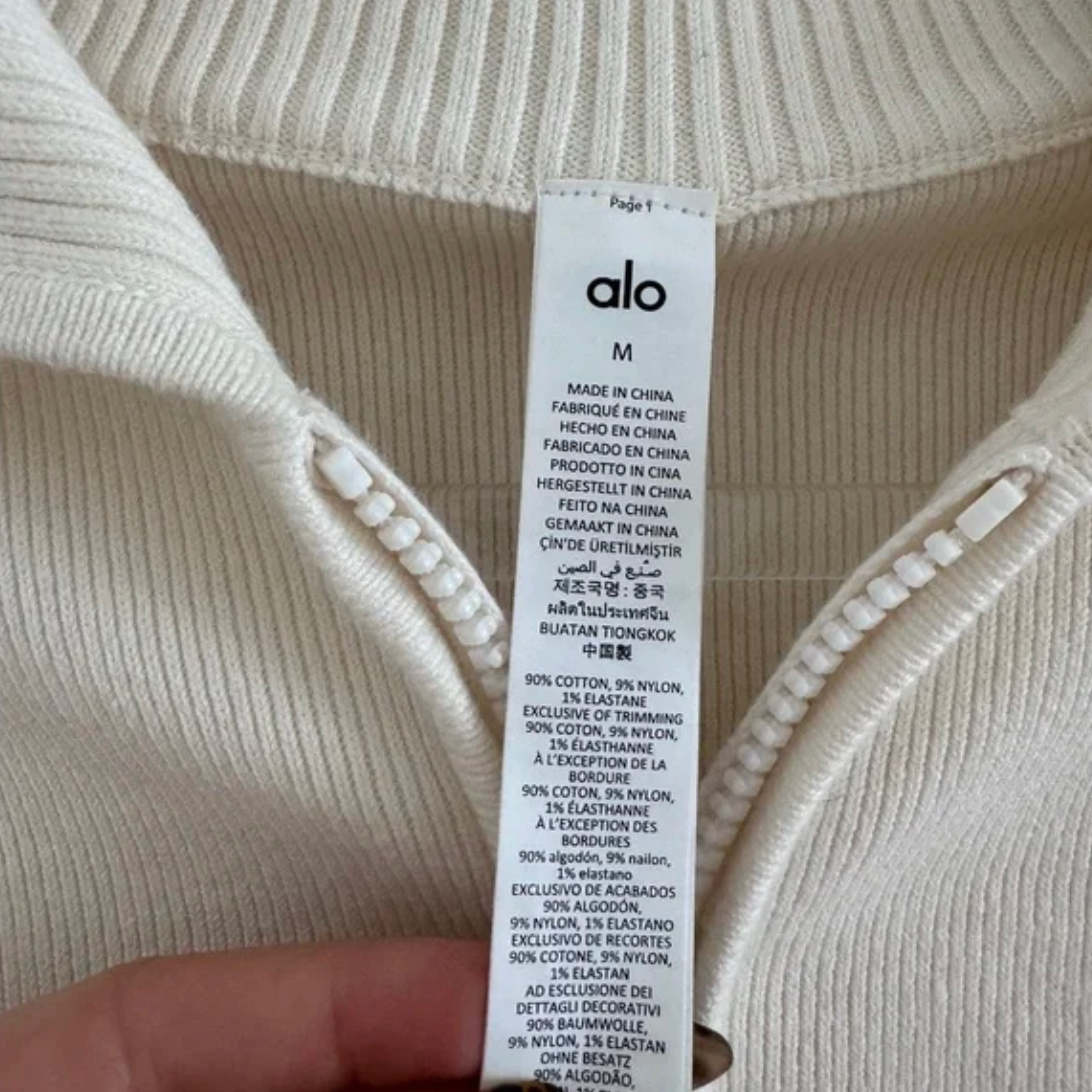 Page 1
alo
M
MADE IN CHINA
FABRIQUÉ EN CHINE
HECHO EN CHINA
FABRICADO EN CHINA
PRODOTTO IN CINA
HERGESTELLT IN CHINA
FEITO NA CHINA
GEMAAKT IN CHINA
ÇİN'DE ÜRETİLMİŞTİR
صُنع في الصين
제조국명 : 중국
ผลิตในประเทศจีน
BUATAN TIONGKOK
中国製
90% COTTON, 9% NYLON,
1% ELASTANE
EXCLUSIVE OF TRIMMING
90% COTON, 9% NYLON,
1% ÉLASTHANNE
À L'EXCEPTION DE LA
BORDURE
90% COTON, 9% NYLON,
1% ÉLASTHANNE
À L'EXCEPTION DES
BORDURES
90% algodón, 9% nailon,
1% elastano
EXCLUSIVO DE ACABADOS
90% ALGODÓN,
9% NYLON, 1% ELASTANO
EXCLUSIVO DE RECORTES
90% COTONE, 9% NYLON,
1% ELASTAN
AD ESCLUSIONE DEI
DETTAGLI DECORATIVI
90% BAUMWOLLE,
9% NYLON, 1% ELASTAN
OHNE BESATZ
90% ALGODÃO,